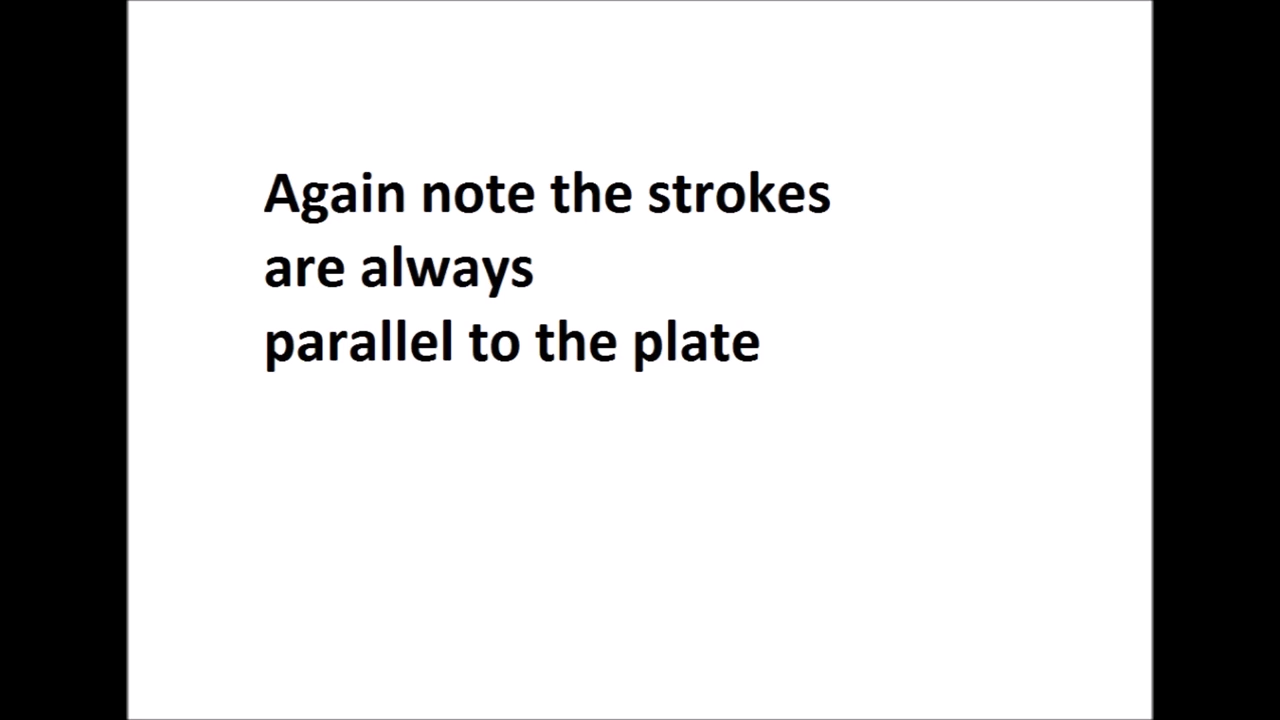 Again note the strokes
are always
parallel to the plate